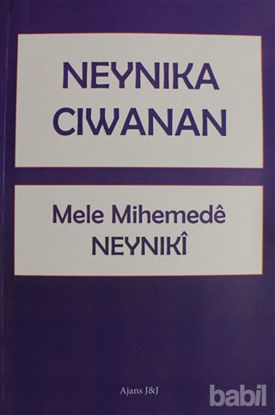 NEYNIKA
CIWANAN
Mele Mihemedê
NEYNIKÎ
Ajans J&J
babil